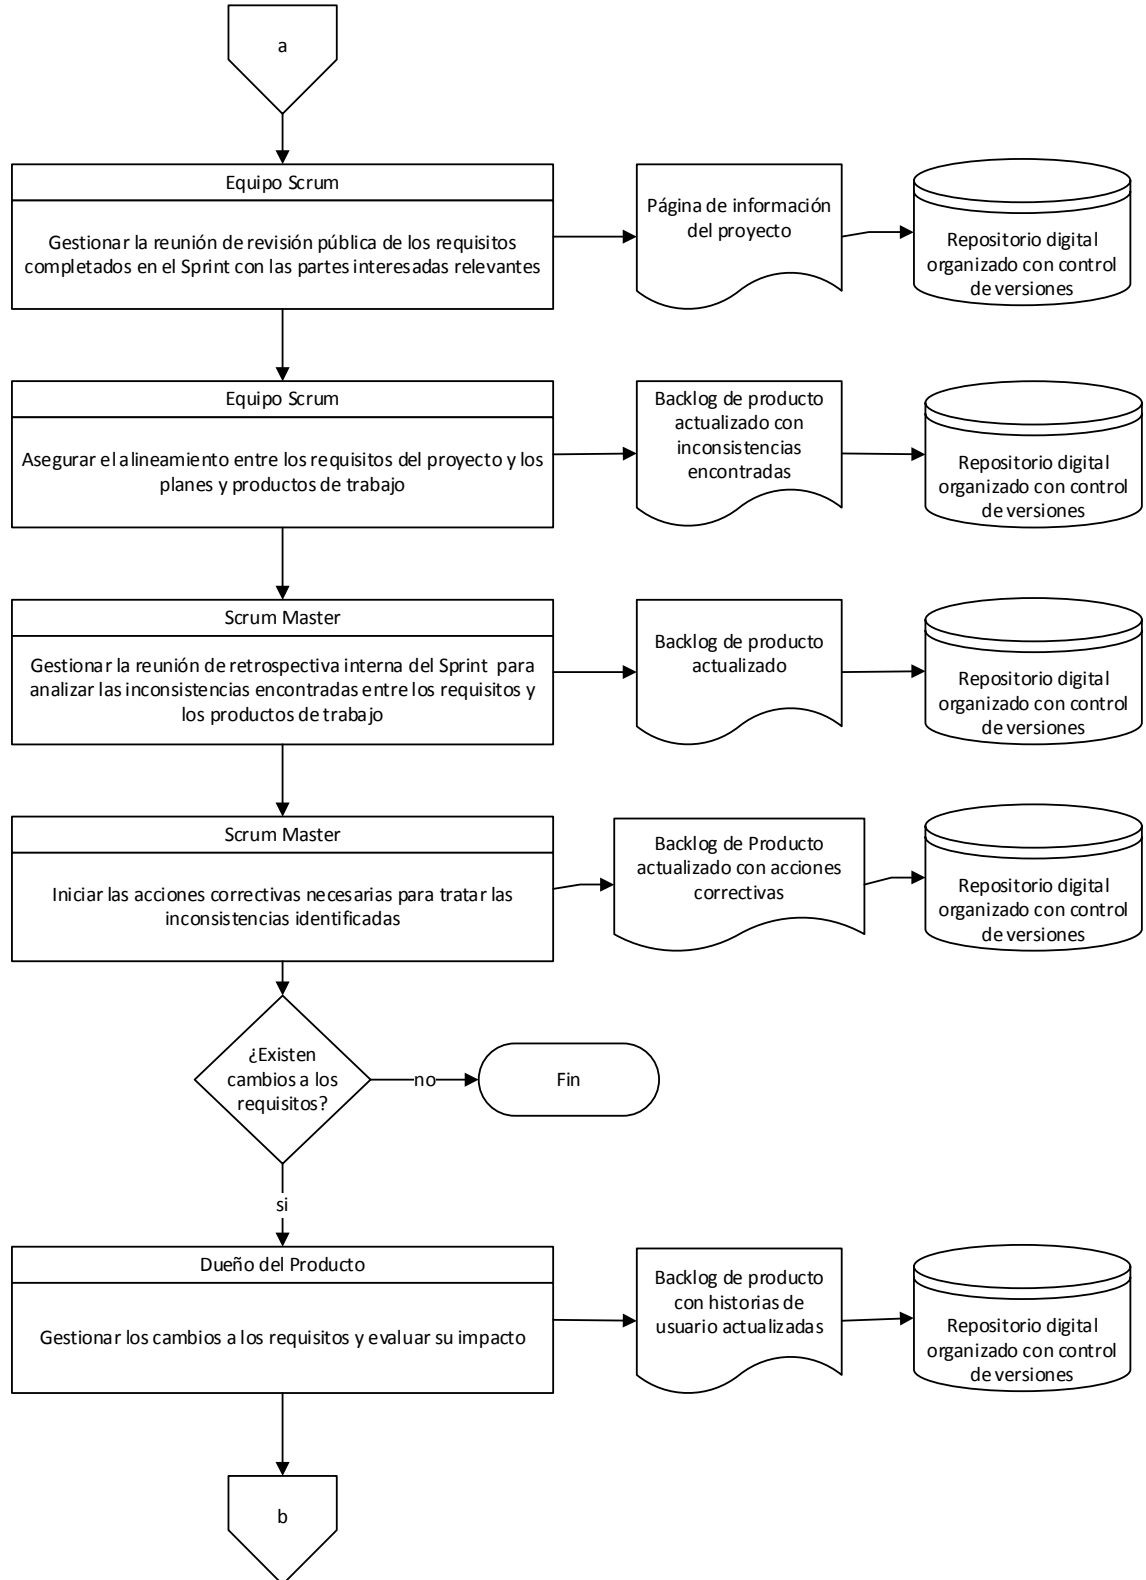 a
Equipo Scrum
Gestionar la reunión de revisión pública de los requisitos
completados en el Sprint con las partes interesadas relevantes
Página de información
del proyecto
Repositorio digital
organizado con control
de versiones
Equipo Scrum
Asegurar el alineamiento entre los requisitos del proyecto y los
planes y productos de trabajo
Backlog de producto
actualizado con
inconsistencias
encontradas
Repositorio digital
organizado con control
de versiones
Scrum Master
Gestionar la reunión de retrospectiva interna del Sprint para
analizar las inconsistencias encontradas entre los requisitos y
los productos de trabajo
Backlog de producto
actualizado
Repositorio digital
organizado con control
de versiones
Scrum Master
Iniciar las acciones correctivas necesarias para tratar las
inconsistencias identificadas
Backlog de Producto
actualizado con acciones
correctivas
Repositorio digital
organizado con control
de versiones
¿Existen
cambios a los
requisitos?
no
Fin
si
Dueño del Producto
Gestionar los cambios a los requisitos y evaluar su impacto
Backlog de producto
con historias de
usuario actualizadas
Repositorio digital
organizado con control
de versiones
b